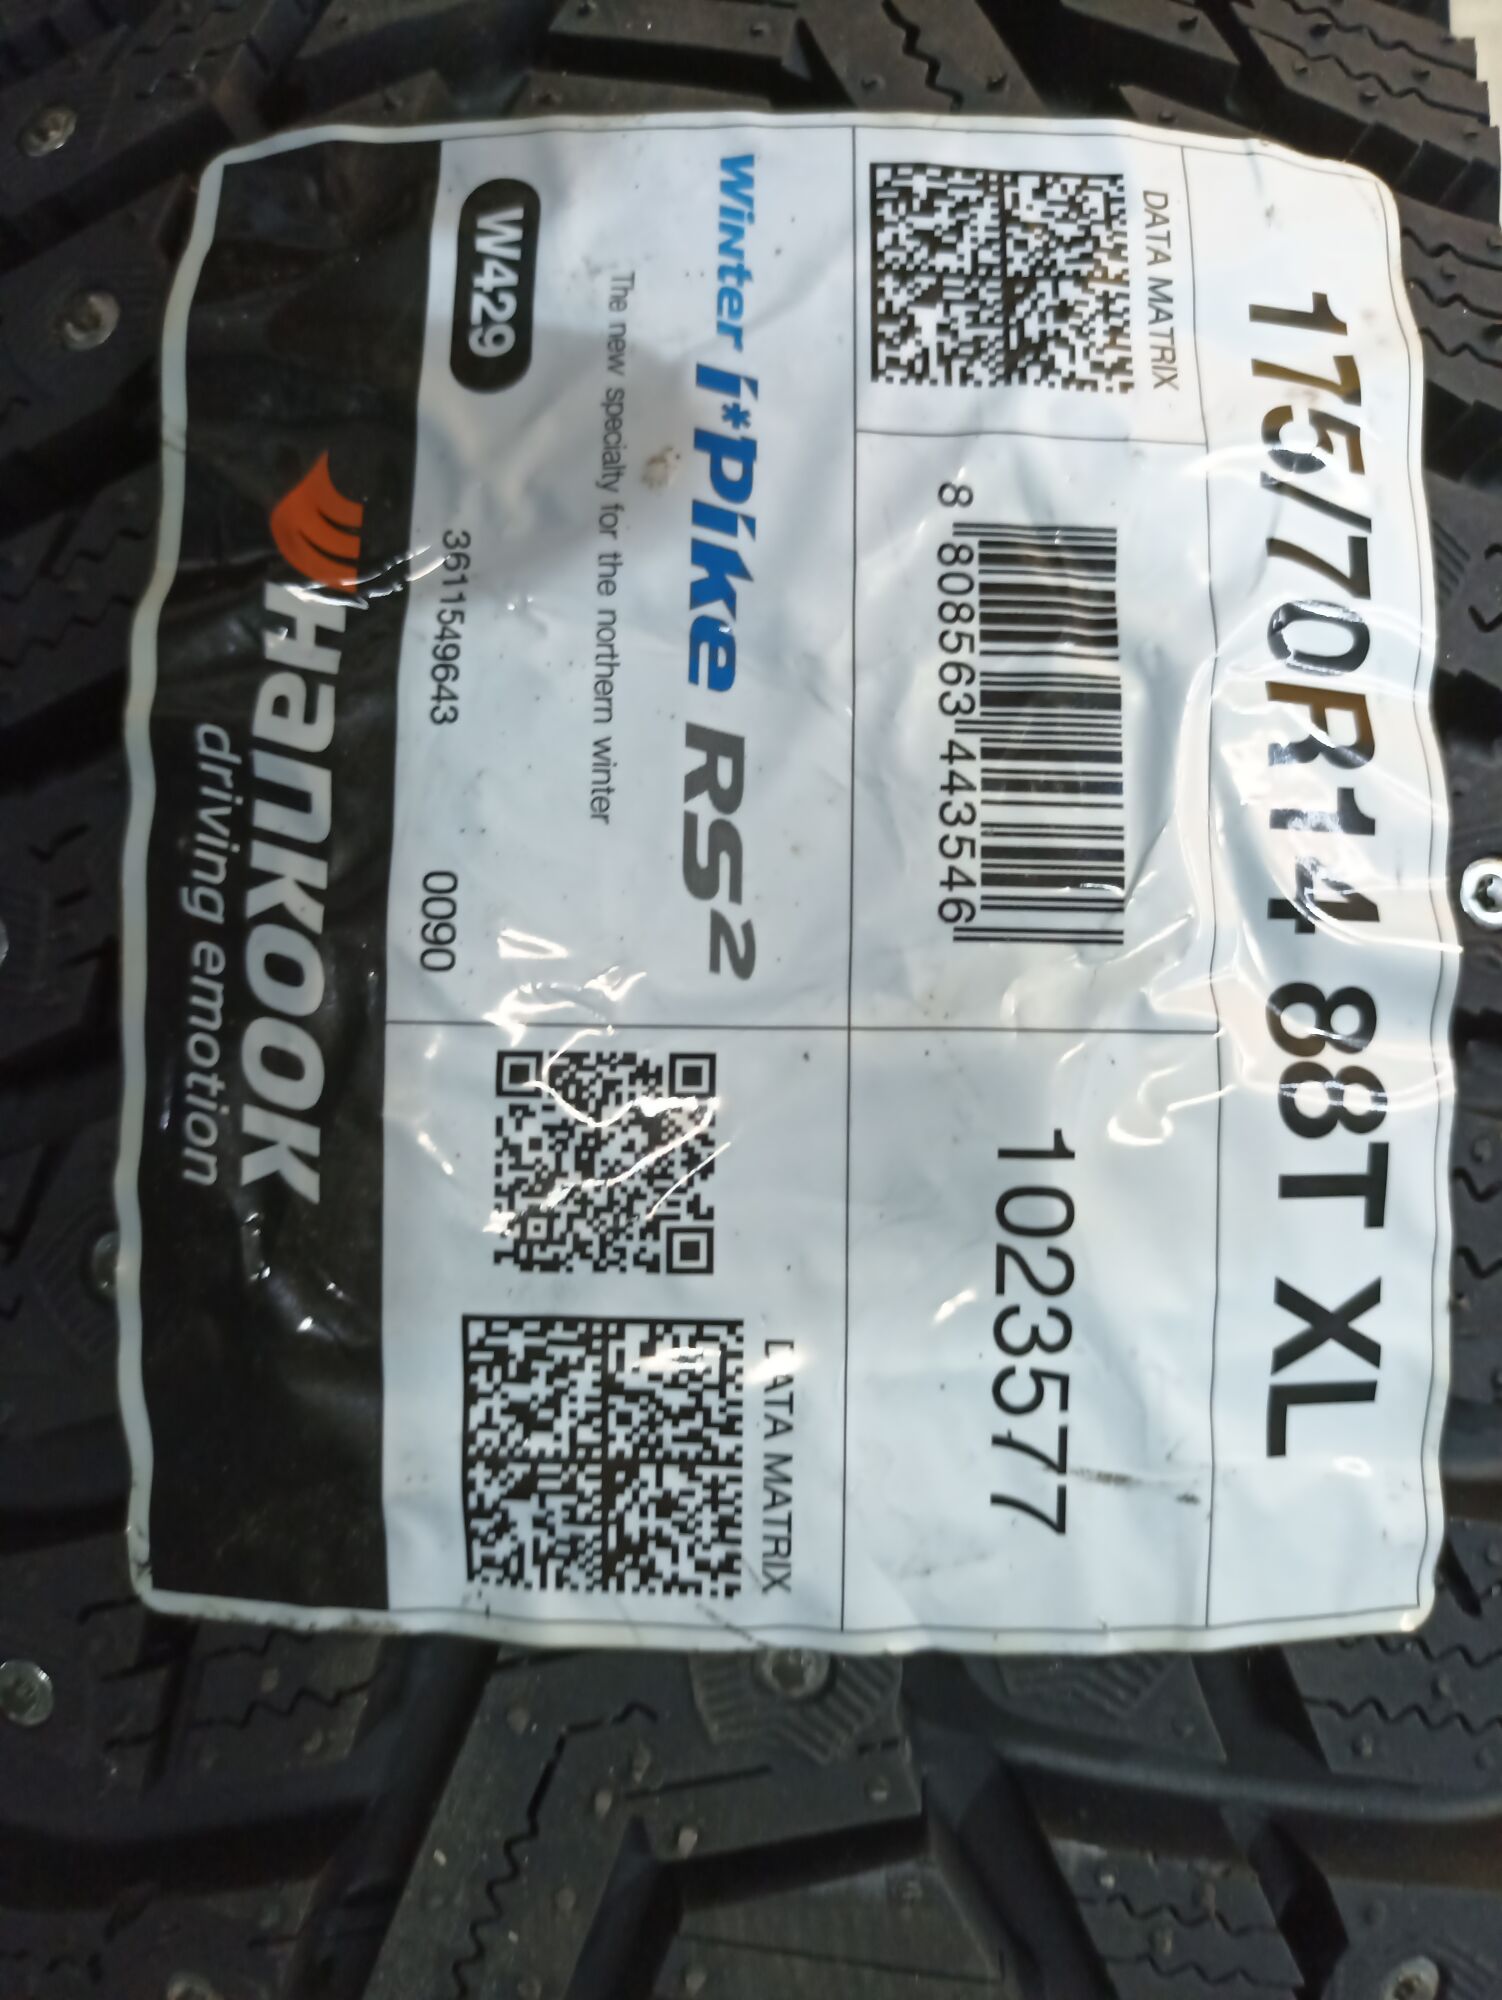 175/70R14 88T XL
DATA MATRIX
8 808563 443546
1023577
Winter i*Pike RS2
The new specialty for the northern winter
W429
3611549643
0090
DATA MATRIX
Hankook
driving emotion